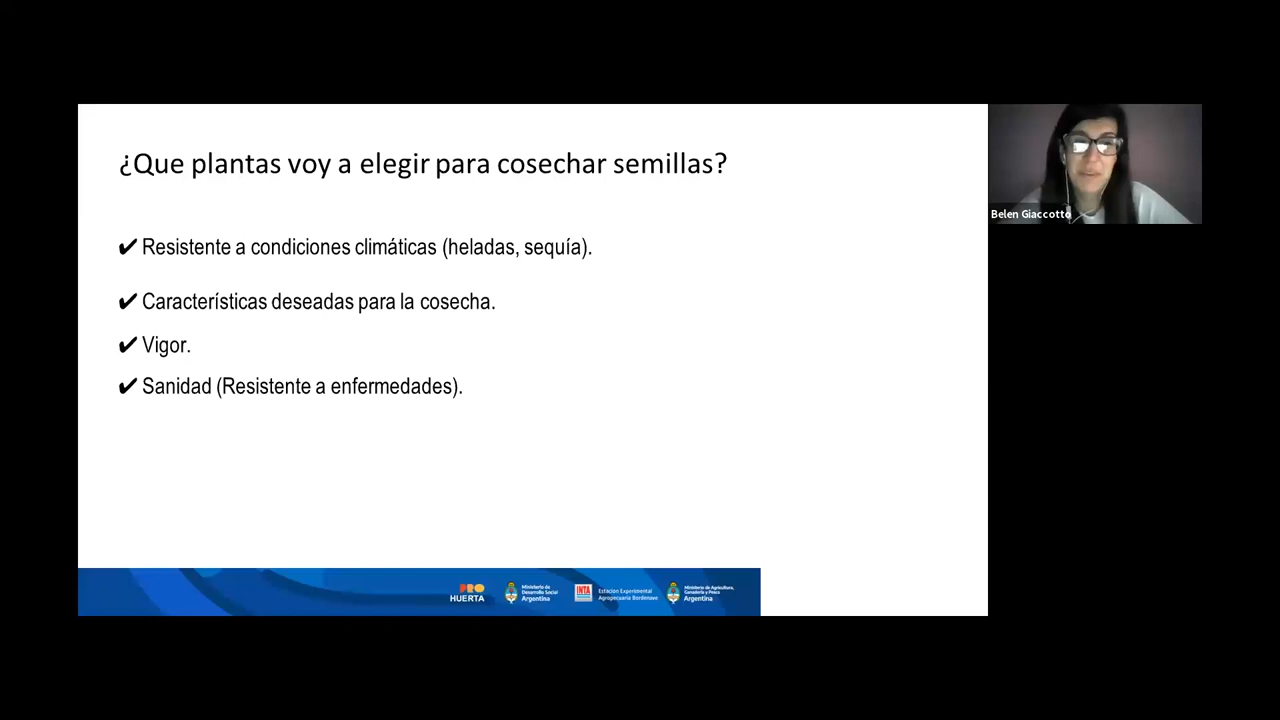 ¿Que plantas voy a elegir para cosechar semillas?
✔ Resistente a condiciones climáticas (heladas, sequía).
✔ Características deseadas para la cosecha.
✔ Vigor.
✔ Sanidad (Resistente a enfermedades).
Belen Giaccotto
PRO
HUERTA
Ministerio de
Desarrollo Social
Argentina
INTA
Estacion Experimental
Agropecuaria Bordenave
Ministerio de Agricultura,
Ganadería y Pesca
Argentina